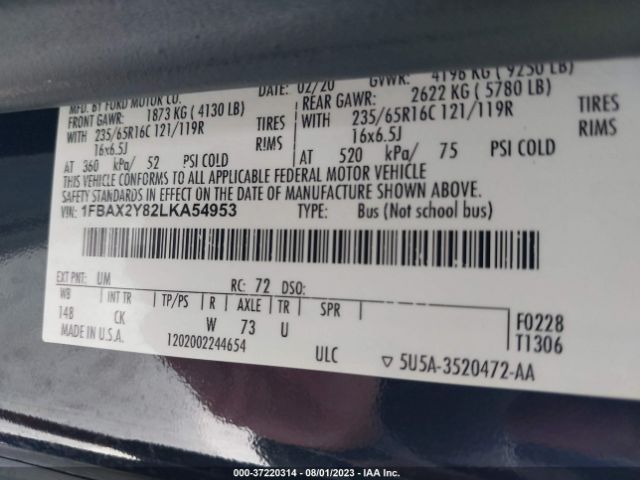 MFD. BY FORD MOTOR CO.
DATE: 02/20 GVWR: 4196 KG ( 9250 LB)
FRONT GAWR: 1873 KG ( 4130 LB)
REAR GAWR: 2622 KG ( 5780 LB)
WITH 235/65R16C 121/119R TIRES
WITH 235/65R16C 121/119R TIRES
16x6.5J RIMS
16x6.5J RIMS
AT 360 kPa/ 52 PSI COLD
AT 520 kPa/ 75 PSI COLD
THIS VEHICLE CONFORMS TO ALL APPLICABLE FEDERAL MOTOR VEHICLE
SAFETY STANDARDS IN EFFECT ON THE DATE OF MANUFACTURE SHOWN ABOVE.
VIN: 1FBAX2Y82LKA54953 TYPE: Bus (Not school bus)
EXT PNT: UM RC: 72 DSO:
WB INT TR TP/PS R AXLE TR SPR
148 CK W 73 U
F0228
T1306
MADE IN U.S.A. 1202002244654 ULC ▽ 5U5A-3520472-AA
000-37220314 - 08/01/2023 - IAA Inc.